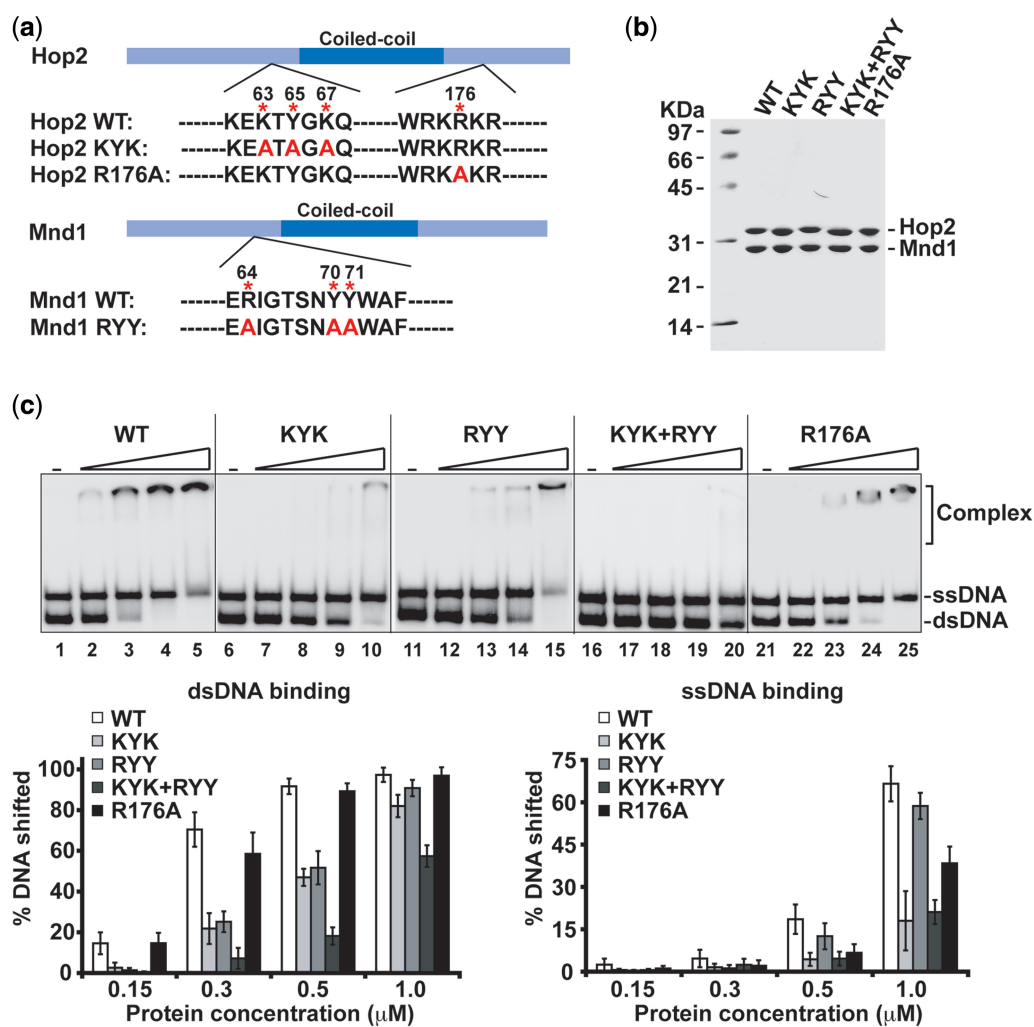 (a)
Coiled-coil
Hop2
63 65 67 176
* * * *
Hop2 WT: ------KEKTYGKQ------WRKRKR------
Hop2 KYK: ------KEATAGAQ------WRKRKR------
Hop2 R176A: ------KEKTYGKQ------WRKAKR------
Coiled-coil
Mnd1
64 70 71
* * *
Mnd1 WT: ------ERIGTSNYYWAF------
Mnd1 RYY: ------EAIGTSNAAWAF------
(b)
WT KYK RYY KYK+RYY R176A
KDa
97-
66-
45-
31-
21-
14-
-Hop2
-Mnd1
(c)
WT KYK RYY KYK+RYY R176A
- - - - -
Complex
-ssDNA
-dsDNA
1 2 3 4 5 6 7 8 9 10 11 12 13 14 15 16 17 18 19 20 21 22 23 24 25
dsDNA binding
WT
KYK
RYY
KYK+RYY
R176A
% DNA shifted
100
80
60
40
20
0
0.15 0.3 0.5 1.0
Protein concentration (μM)
ssDNA binding
WT
KYK
RYY
KYK+RYY
R176A
% DNA shifted
75
60
45
30
15
0
0.15 0.3 0.5 1.0
Protein concentration (μM)